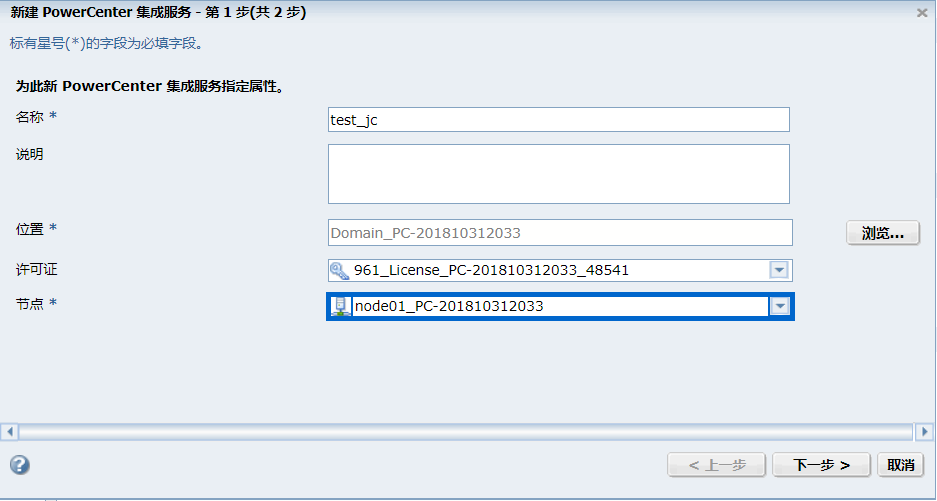 新建 PowerCenter 集成服务 - 第 1 步(共 2 步)
标有星号(*)的字段为必填字段。
为此新 PowerCenter 集成服务指定属性。
名称 * test_jc
说明
位置 * Domain_PC-201810312033 浏览...
许可证 961_License_PC-201810312033_48541
节点 * node01_PC-201810312033
< 上一步 下一步 > 取消